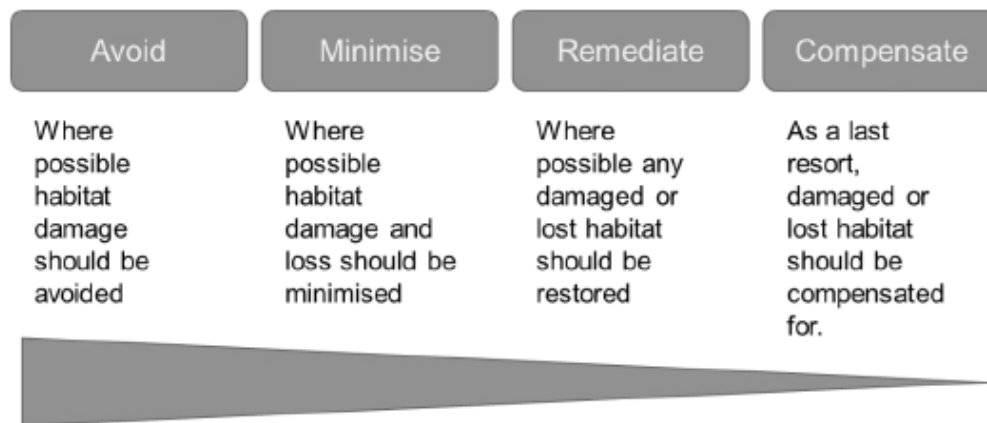 Avoid
Where
possible
habitat
damage
should be
avoided
Minimise
Where
possible
habitat
damage and
loss should be
minimised
Remediate
Where
possible any
damaged or
lost habitat
should be
restored
Compensate
As a last
resort,
damaged or
lost habitat
should be
compensated
for.